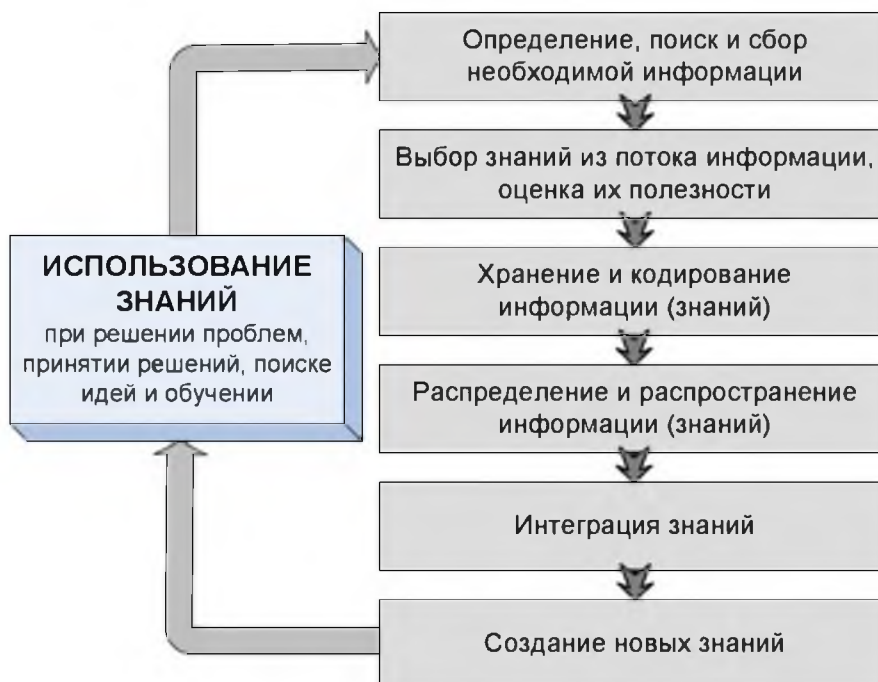 Определение, поиск и сбор
необходимой информации
Выбор знаний из потока информации,
оценка их полезности
ИСПОЛЬЗОВАНИЕ
ЗНАНИЙ
при решении проблем,
принятии решений, поиске
идей и обучении
Хранение и кодирование
информации (знаний)
Распределение и распространение
информации (знаний)
Интеграция знаний
Создание новых знаний